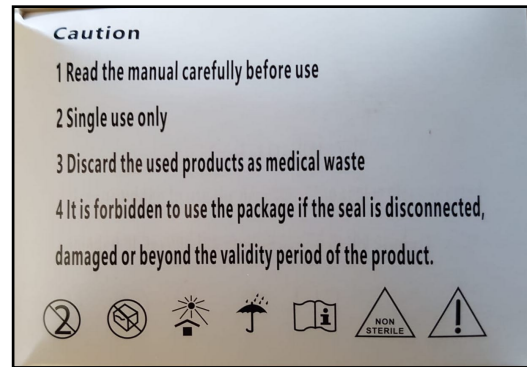 Caution
1 Read the manual carefully before use
2 Single use only
3 Discard the used products as medical waste
4 It is forbidden to use the package if the seal is disconnected,
damaged or beyond the validity period of the product.
2 i NON STERILE !